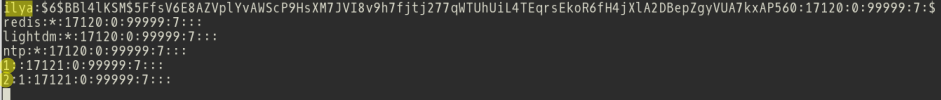 ilya:$6$BBl4lKSM$5FfsV6E8AZVplYvAWScP9HsXM7JVI8v9h7fjtj277qWTUhUiL4TEqrsEkoR6fH4jXlA2DBepZgyVUA7kxAP560:17120:0:99999:7:$
redis:*:17120:0:99999:7:::
lightdm:*:17120:0:99999:7:::
ntp:*:17120:0:99999:7:::
1::17121:0:99999:7:::
2:1:17121:0:99999:7:::